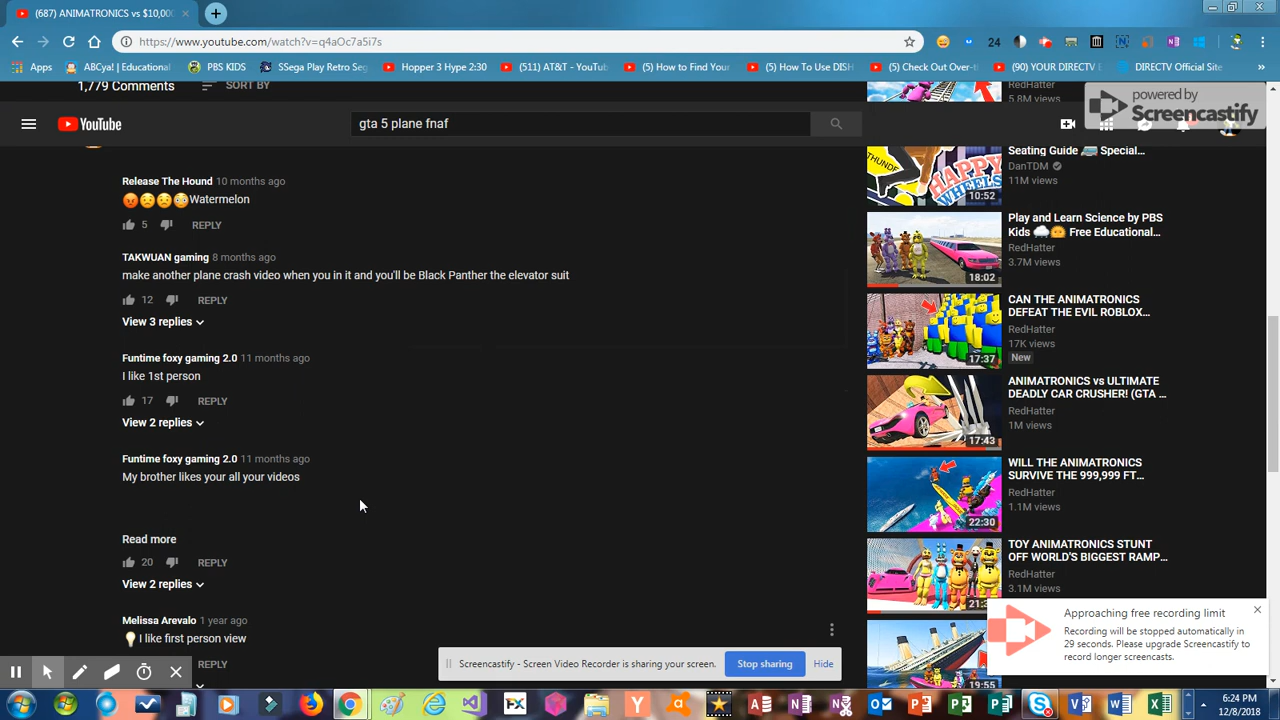 (687) ANIMATRONICS vs $10,000
https://www.youtube.com/watch?v=q4aOc7a5i7s
24
Apps
ABCya! | Educational
PBS KIDS
SSega Play Retro Seg
Hopper 3 Hype 2:30
(511) AT&T - YouTub
(5) How to Find Your
(5) How To Use DISH
(5) Check Out Over-t
(90) YOUR DIRECTV E
DIRECTV Official Site
1,779 Comments
SORT BY
RedHatter
5.8M views
powered by
Screencastify
YouTube
gta 5 plane fnaf
Release The Hound 10 months ago
Watermelon
5
REPLY
TAKWUAN gaming 8 months ago
make another plane crash video when you in it and you'll be Black Panther the elevator suit
12
REPLY
View 3 replies
Funtime foxy gaming 2.0 11 months ago
I like 1st person
17
REPLY
View 2 replies
Funtime foxy gaming 2.0 11 months ago
My brother likes your all your videos
Read more
20
REPLY
View 2 replies
Melissa Arevalo 1 year ago
I like first person view
REPLY
HAPPY
WHEELS
10:52
Seating Guide Special...
DanTDM
11M views
18:02
Play and Learn Science by PBS
Kids Free Educational...
RedHatter
3.7M views
17:37
CAN THE ANIMATRONICS
DEFEAT THE EVIL ROBLOX...
RedHatter
17K views
New
17:43
ANIMATRONICS vs ULTIMATE
DEADLY CAR CRUSHER! (GTA ...
RedHatter
1M views
22:30
WILL THE ANIMATRONICS
SURVIVE THE 999,999 FT...
RedHatter
1.1M views
TOY ANIMATRONICS STUNT
OFF WORLD'S BIGGEST RAMP...
RedHatter
3.1M views
19:55
Approaching free recording limit
Recording will be stopped automatically in
29 seconds. Please upgrade Screencastify to
record longer screencasts.
Screencastify - Screen Video Recorder is sharing your screen.
Stop sharing
Hide
6:24 PM
12/8/2018